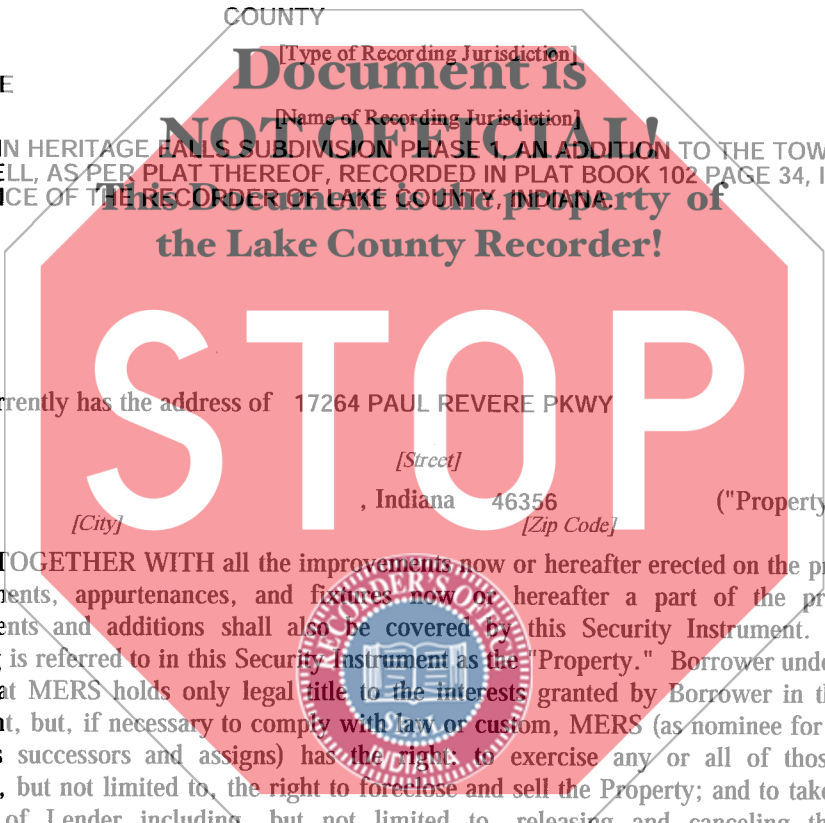 COUNTY
[Type of Recording Jurisdiction]
Document is
E
[Name of Recording Jurisdiction]
NOT OFFICIAL!
N HERITAGE FALLS SUBDIVISION PHASE 1, AN ADDITION TO THE TOW
ELL, AS PER PLAT THEREOF, RECORDED IN PLAT BOOK 102 PAGE 34, I
ICE OF THE RECORDER OF LAKE COUNTY, INDIANA.
This Document is the property of
the Lake County Recorder!
STOP
rrently has the address of 17264 PAUL REVERE PKWY
[Street]
, Indiana 46356 ("Property
[City] [Zip Code]
TOGETHER WITH all the improvements now or hereafter erected on the pr
ents, appurtenances, and fixtures now or hereafter a part of the pr
ents and additions shall also be covered by this Security Instrument.
g is referred to in this Security Instrument as the "Property." Borrower unde
at MERS holds only legal title to the interests granted by Borrower in th
nt, but, if necessary to comply with law or custom, MERS (as nominee for
s successors and assigns) has the right: to exercise any or all of thos
, but not limited to, the right to foreclose and sell the Property; and to take
of Lender including, but not limited to, releasing and canceling th
RECORDER'S OFFICE